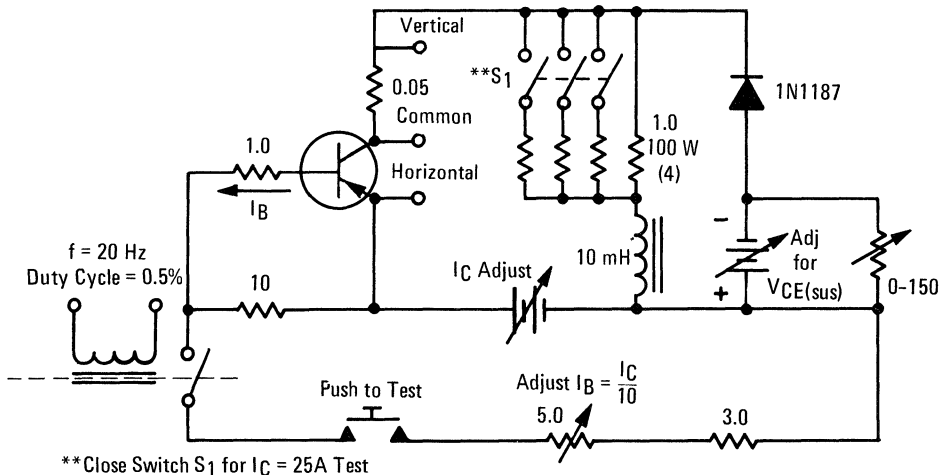 Vertical
0.05
**S1
1N1187
Common
1.0
100 W
(4)
1.0
Horizontal
IB
f = 20 Hz
Duty Cycle = 0.5%
10
IC Adjust
10 mH
−
+
Adj
for
VCE(sus)
0–150
Push to Test
Adjust IB = IC/10
5.0
3.0
**Close Switch S1 for IC = 25A Test